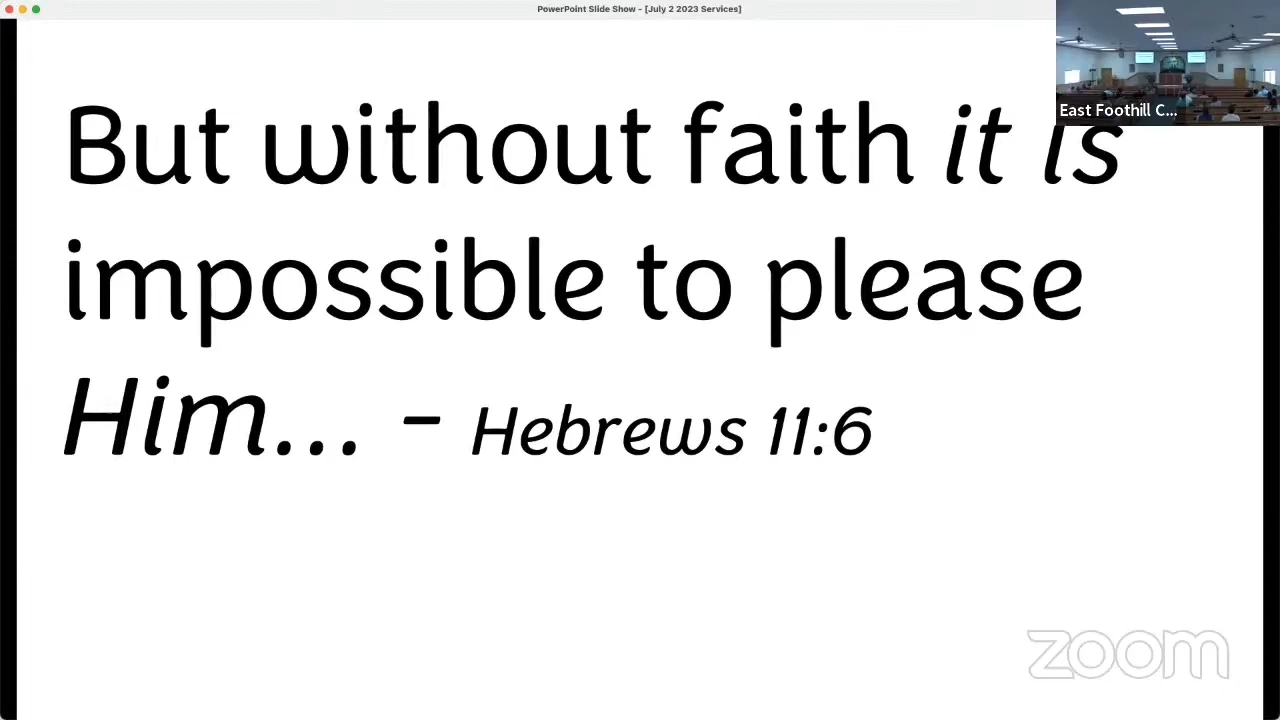 PowerPoint Slide Show - [July 2 2023 Services]
East Foothill C...
But without faith it is
impossible to please
Him... - Hebrews 11:6
zoom